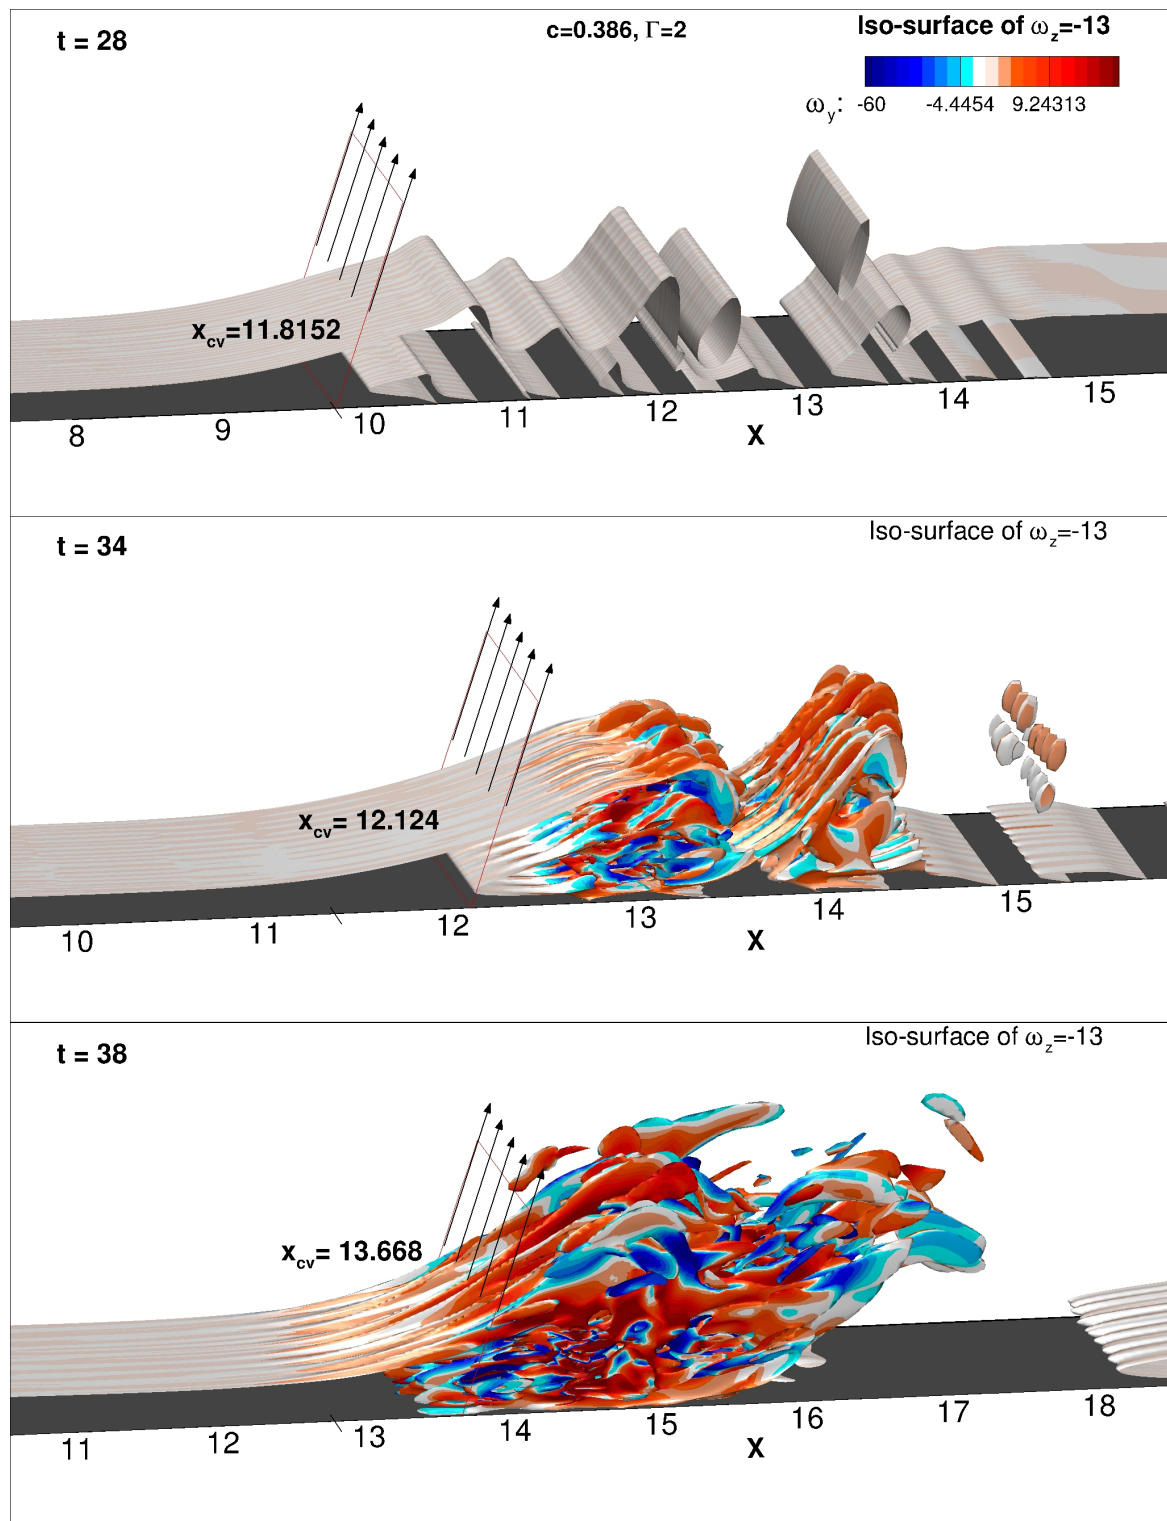 t = 28
c=0.386, Γ=2
Iso-surface of ω_z=-13
ω_y: -60 -4.4454 9.24313
x_cv=11.8152
8 9 10 11 12 13 14 15
X
t = 34
Iso-surface of ω_z=-13
x_cv= 12.124
10 11 12 13 14 15
X
t = 38
Iso-surface of ω_z=-13
x_cv= 13.668
11 12 13 14 15 16 17 18
X